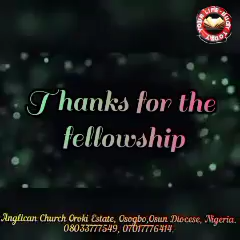 Thanks for the
fellowship
Anglican Church Oroki Estate, Osogbo,Osun Diocese, Nigeria.
08033777549, 07017776414.